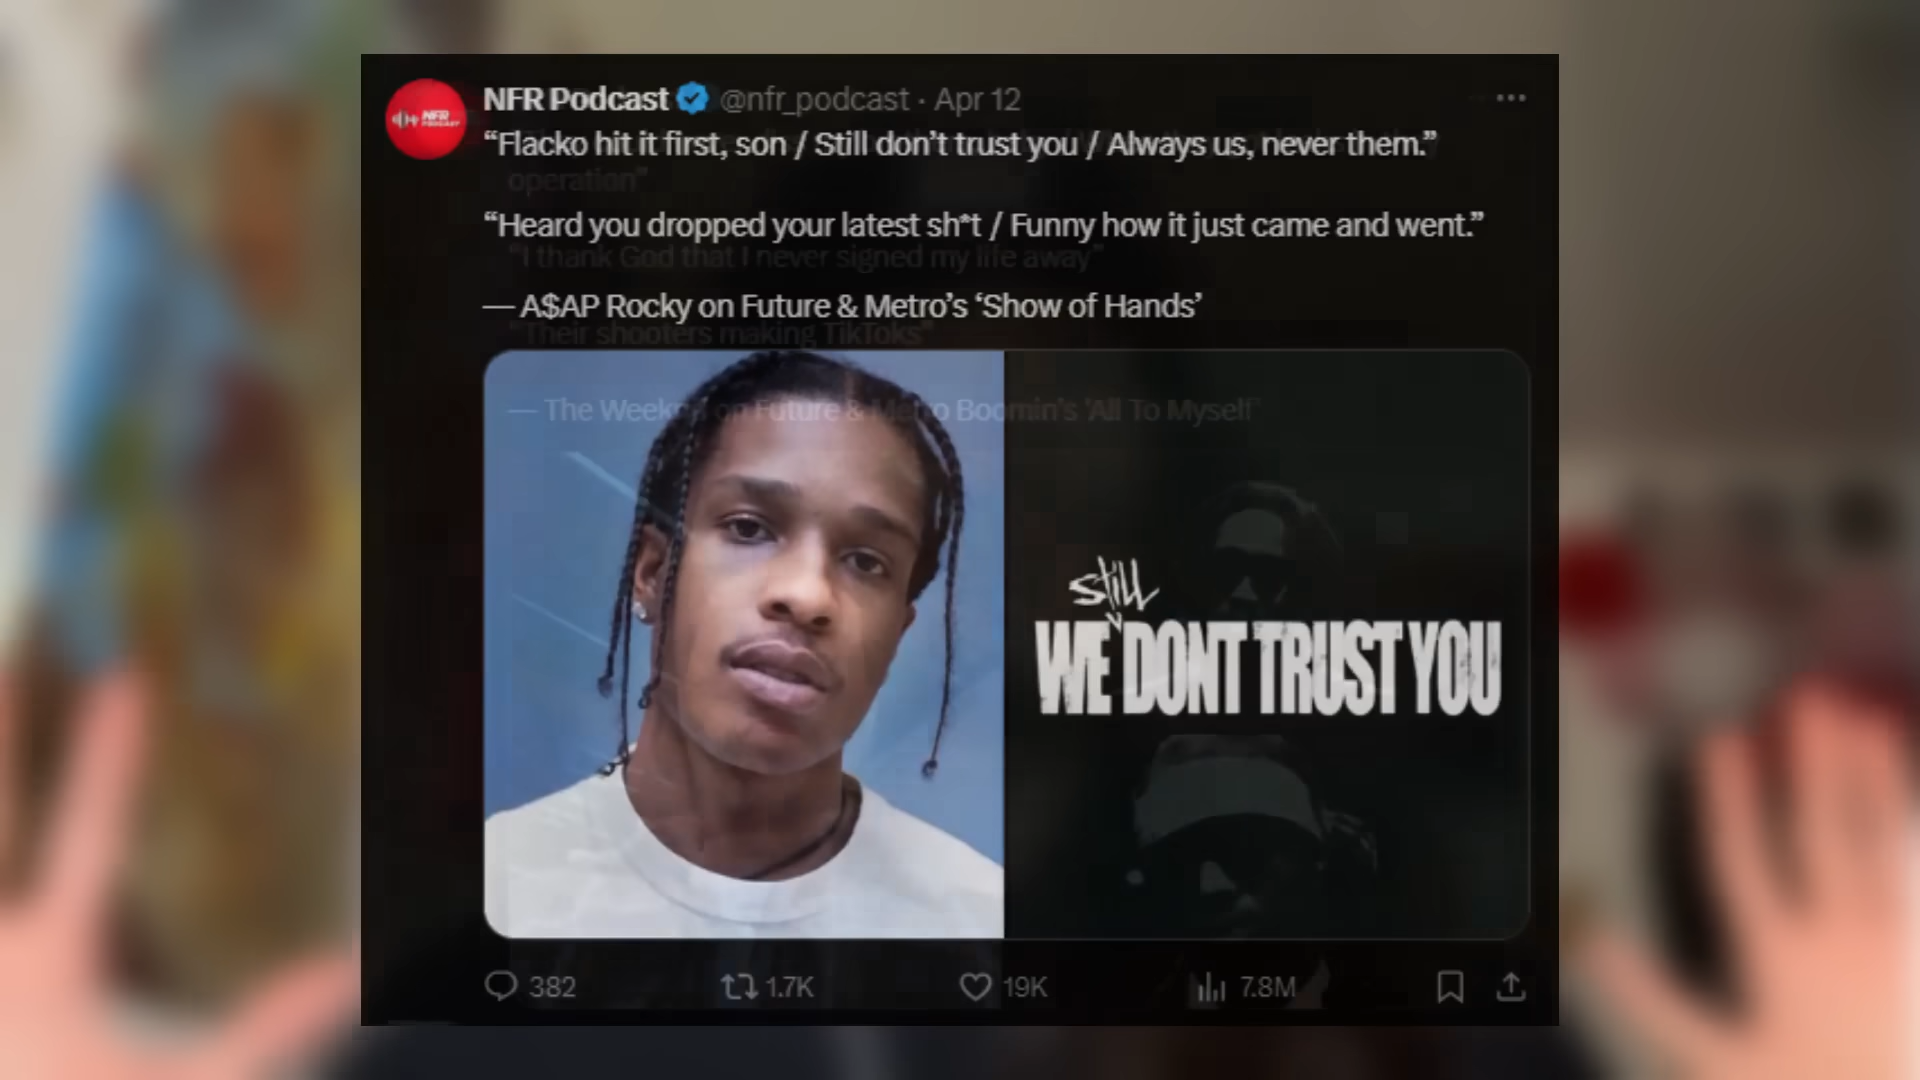 NFR Podcast @nfr_podcast · Apr 12
NFR
PODCAST
“Flacko hit it first, son / Still don’t trust you / Always us, never them.”
operation”
“Heard you dropped your latest sh*t / Funny how it just came and went.”
“I thank God that I never signed my life away”
— A$AP Rocky on Future & Metro’s ‘Show of Hands’
“Their shooters making TikToks”
— The Weeknd on Future & Metro Boomin’s ‘All To Myself’
still
WE DONT TRUST YOU
382 1.7K 19K 7.8M